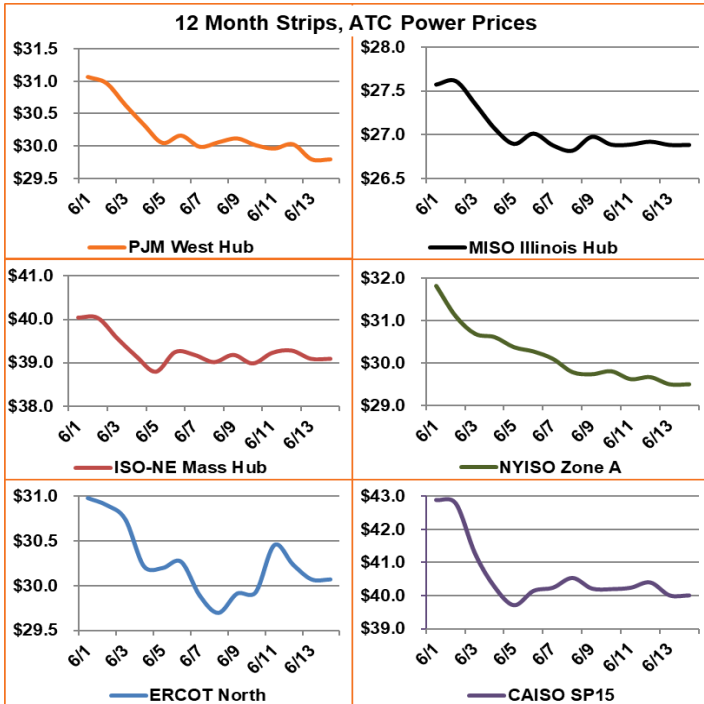 12 Month Strips, ATC Power Prices
$31.5
$31.0
$30.5
$30.0
$29.5
6/1 6/3 6/5 6/7 6/9 6/11 6/13
PJM West Hub
$28.0
$27.5
$27.0
$26.5
6/1 6/3 6/5 6/7 6/9 6/11 6/13
MISO Illinois Hub
$41.0
$40.0
$39.0
$38.0
6/1 6/3 6/5 6/7 6/9 6/11 6/13
ISO-NE Mass Hub
$32.0
$31.0
$30.0
$29.0
6/1 6/3 6/5 6/7 6/9 6/11 6/13
NYISO Zone A
$31.0
$30.5
$30.0
$29.5
6/1 6/3 6/5 6/7 6/9 6/11 6/13
ERCOT North
$43.0
$42.0
$41.0
$40.0
$39.0
6/1 6/3 6/5 6/7 6/9 6/11 6/13
CAISO SP15